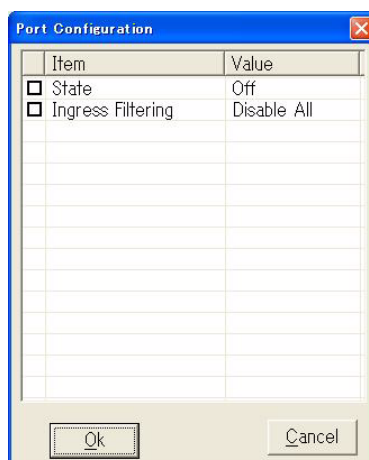 Port Configuration
Item Value
State Off
Ingress Filtering Disable All
Ok Cancel